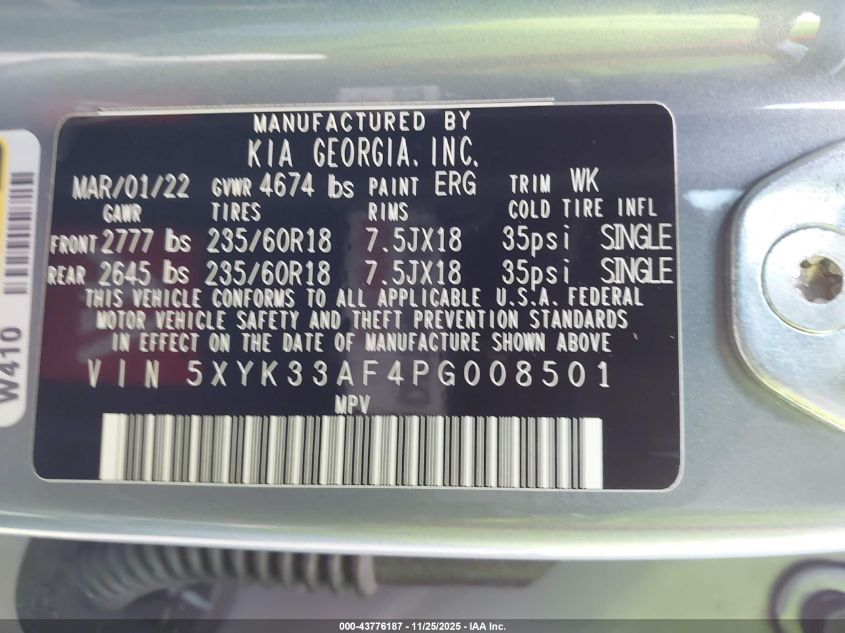 MANUFACTURED BY
KIA GEORGIA, INC.
MAR/01/22 GVWR 4674 lbs PAINT ERG TRIM WK
GAWR TIRES RIMS COLD TIRE INFL
FRONT 2777 lbs 235/60R18 7.5JX18 35psi SINGLE
REAR 2645 lbs 235/60R18 7.5JX18 35psi SINGLE
THIS VEHICLE CONFORMS TO ALL APPLICABLE U.S.A. FEDERAL
MOTOR VEHICLE SAFETY AND THEFT PREVENTION STANDARDS
IN EFFECT ON THE DATE OF MANUFACTURE SHOWN ABOVE
VIN 5XYK33AF4PG008501
MPV
W410
000-43776187 • 11/25/2025 • IAA Inc.